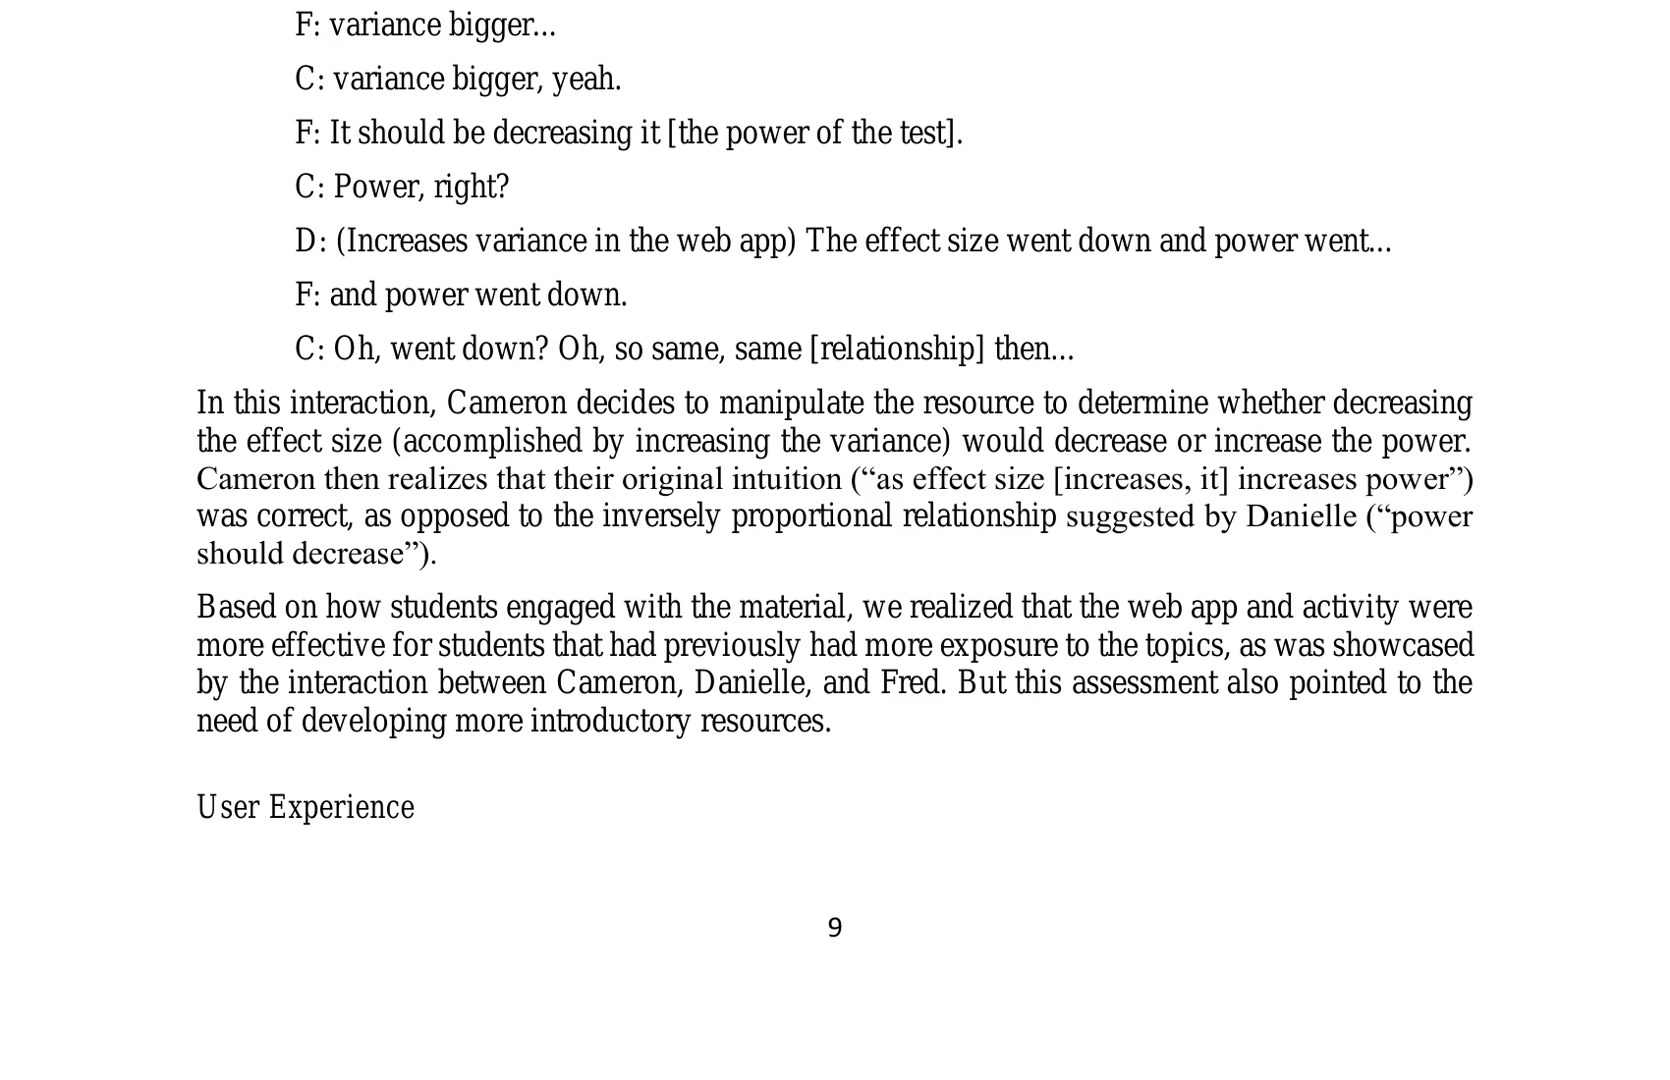 F: variance bigger...
C: variance bigger, yeah.
F: It should be decreasing it [the power of the test].
C: Power, right?
D: (Increases variance in the web app) The effect size went down and power went...
F: and power went down.
C: Oh, went down? Oh, so same, same [relationship] then...
In this interaction, Cameron decides to manipulate the resource to determine whether decreasing
the effect size (accomplished by increasing the variance) would decrease or increase the power.
Cameron then realizes that their original intuition (“as effect size [increases, it] increases power”)
was correct, as opposed to the inversely proportional relationship suggested by Danielle (“power
should decrease”).
Based on how students engaged with the material, we realized that the web app and activity were
more effective for students that had previously had more exposure to the topics, as was showcased
by the interaction between Cameron, Danielle, and Fred. But this assessment also pointed to the
need of developing more introductory resources.
User Experience
9